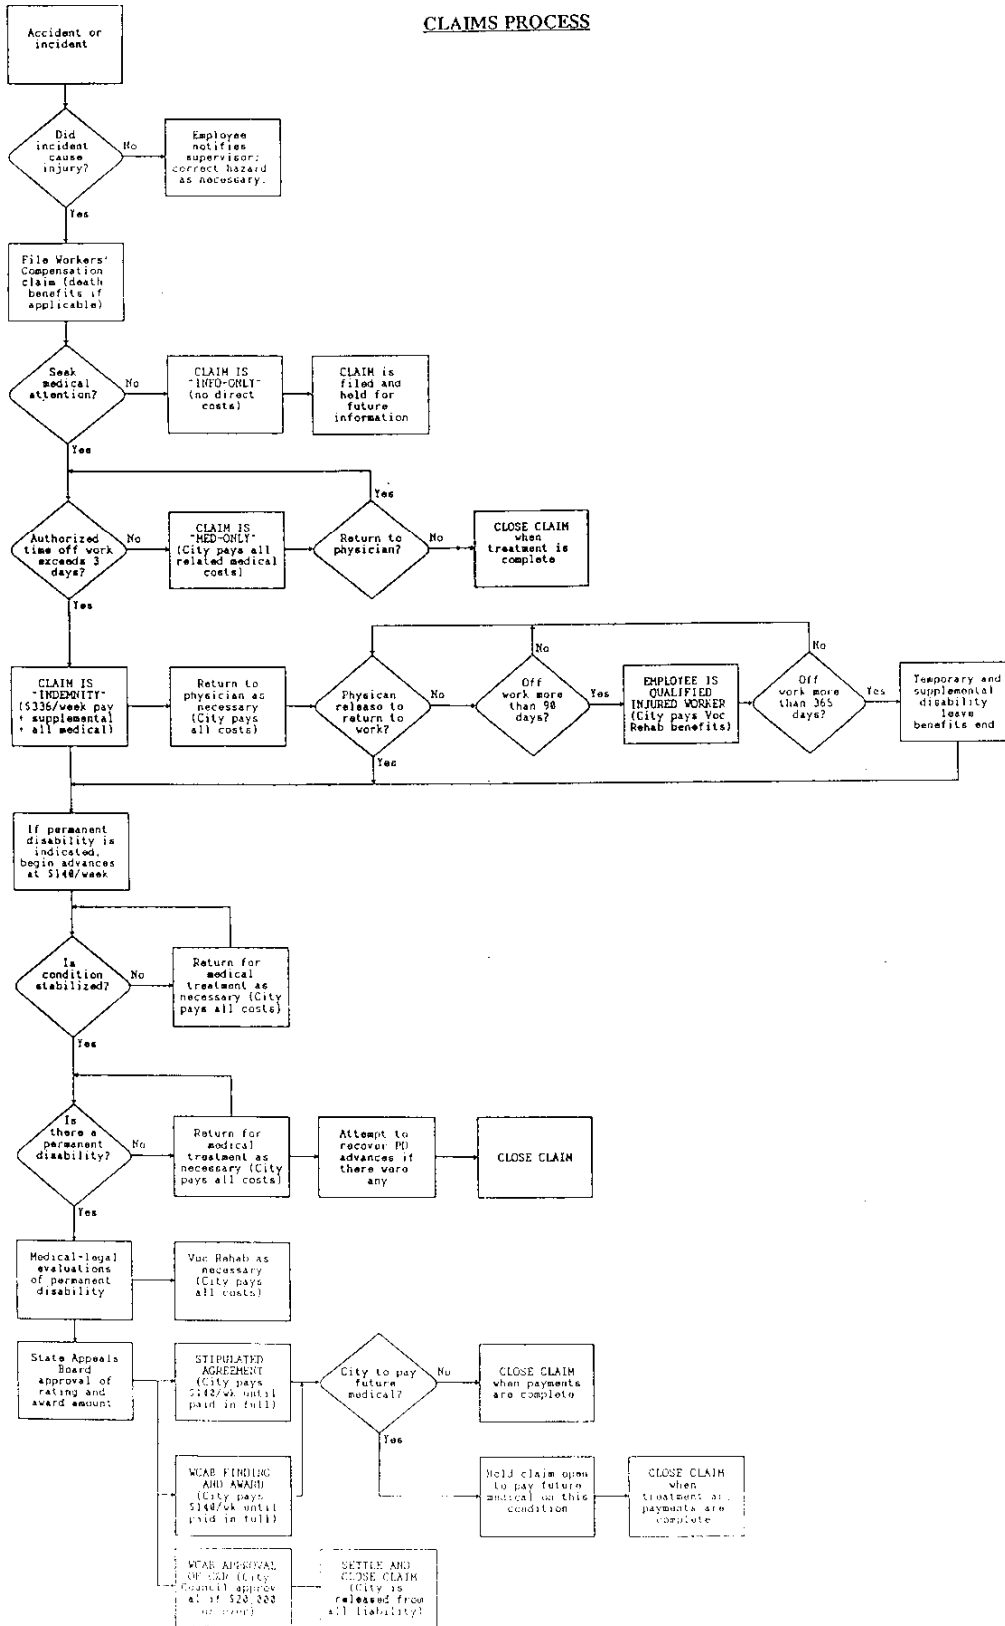 CLAIMS PROCESS
Accident or
incident
Did
incident
cause
injury?
No
Employee
notifies
supervisor;
correct hazard
as necessary.
Yes
File Workers'
Compensation
claim (death
benefits if
applicable)
Seek
medical
attention?
No
CLAIM IS
"INFO-ONLY"
(no direct
costs)
CLAIM is
filed and
held for
future
information
Yes
Yes
Authorized
time off work
exceeds 3
days?
No
CLAIM IS
"MED-ONLY"
(City pays all
related medical
costs)
Return to
physician?
No
CLOSE CLAIM
when
treatment is
complete
Yes
CLAIM IS
"INDEMNITY"
($336/week pay
+ supplemental
+ all medical)
Return to
physician as
necessary
(City pays
all costs)
Physican
release to
return to
work?
No
Yes
Off
work more
than 90
days?
No
Yes
EMPLOYEE IS
QUALIFIED
INJURED WORKER
(City pays Voc
Rehab benefits)
Off
work more
than 365
days?
No
Yes
Temporary and
supplemental
disability
leave
benefits end
If permanent
disability is
indicated,
begin advances
at $140/week
Is
condition
stabilized?
No
Return for
medical
treatment as
necessary (City
pays all costs)
Yes
Is
there a
permanent
disability?
No
Return for
medical
treatment as
necessary (City
pays all costs)
Attempt to
recover PD
advances if
there were
any
CLOSE CLAIM
Yes
Medical-legal
evaluations
of permanent
disability
Voc Rehab as
necessary
(City pays
all costs)
State Appeals
Board
approval of
rating and
award amount
STIPULATED
AGREEMENT
(City pays
$140/wk until
paid in full)
City to pay
future
medical?
No
CLOSE CLAIM
when payments
are complete
Yes
WCAB FINDING
AND AWARD
(City pays
$140/wk until
paid in full)
Hold claim open
to pay future
medical on this
condition
CLOSE CLAIM
when
treatment
payments are
complete
WCAB APPROVAL
OF C&R (City
Council approv
al if $20,000
or over)
SETTLE AND
CLOSE CLAIM
(City is
released from
all liability)